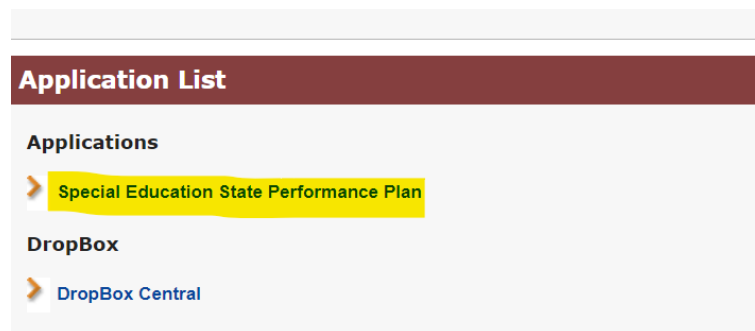 Application List
Applications
Special Education State Performance Plan
DropBox
DropBox Central